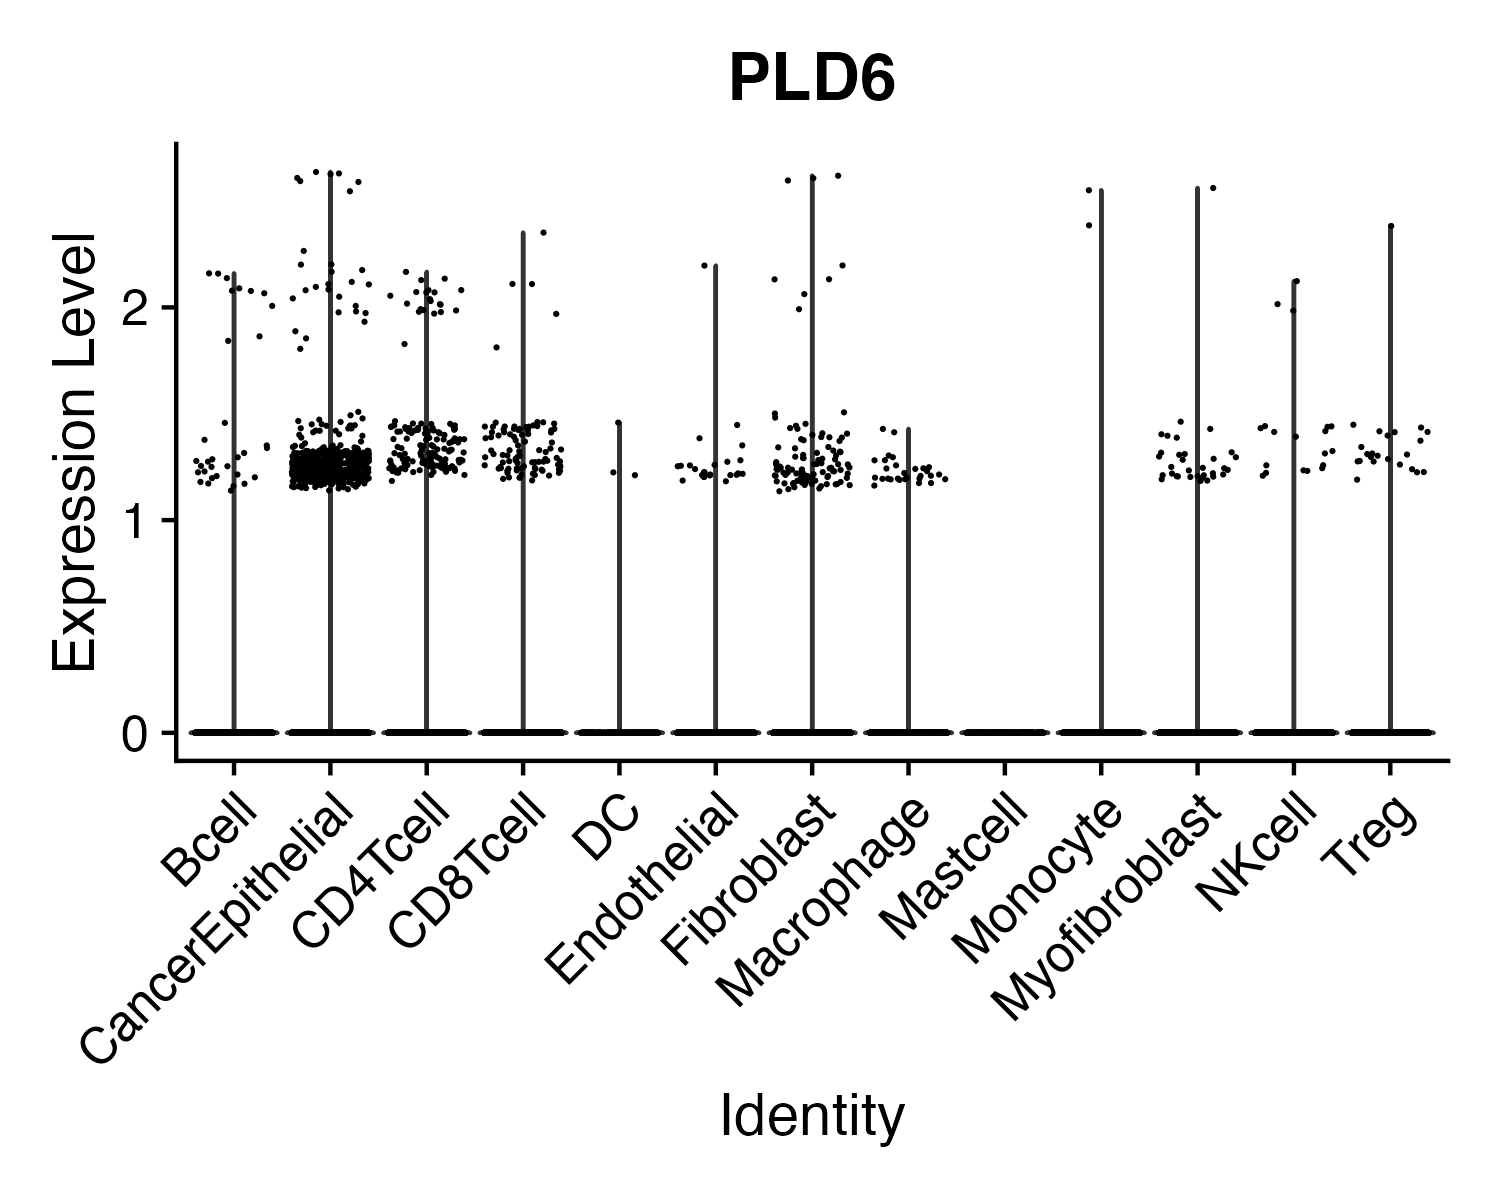 PLD6
Expression Level
2
1
0
Bcell
CancerEpithelial
CD4Tcell
CD8Tcell
DC
Endothelial
Fibroblast
Macrophage
Mastcell
Monocyte
Myofibroblast
NKcell
Treg
Identity